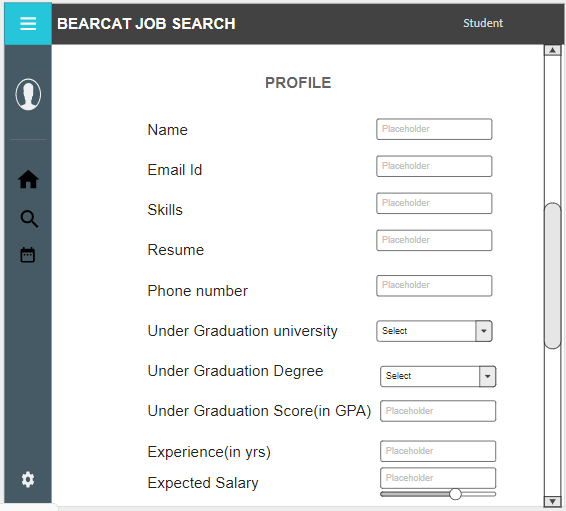 BEARCAT JOB SEARCH Student
PROFILE
Name Placeholder
Email Id Placeholder
Skills Placeholder
Resume Placeholder
Phone number Placeholder
Under Graduation university Select
Under Graduation Degree Select
Under Graduation Score(in GPA) Placeholder
Experience(in yrs) Placeholder
Expected Salary Placeholder